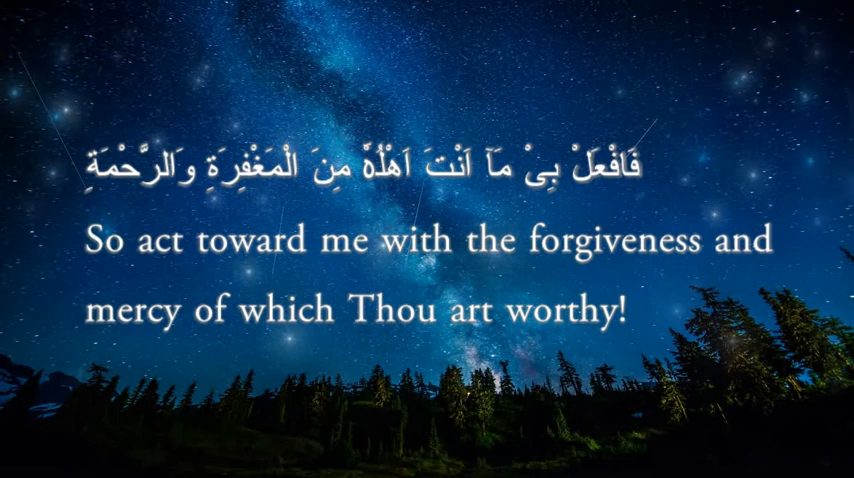 فَافْعَلْ بِىْ مَآ اَنْتَ اَهْلُهٗ مِنَ الْمَغْفِرَةِ وَالرَّحْمَةِ
So act toward me with the forgiveness and
mercy of which Thou art worthy!